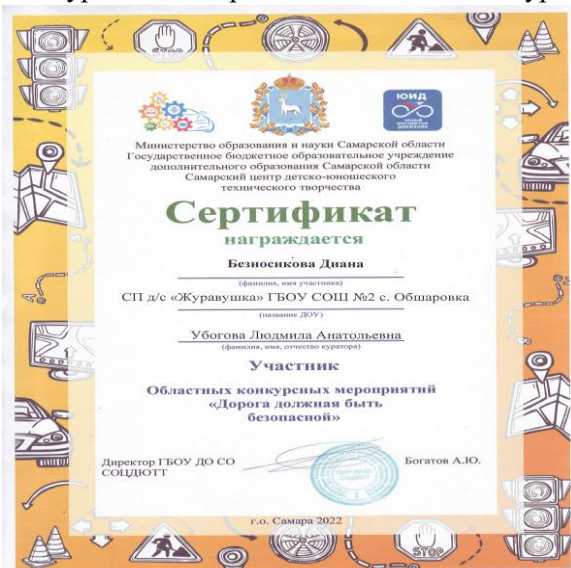 ЮИД
ЮНЫЙ
ИНСПЕКТОР
ДВИЖЕНИЯ
Министерство образования и науки Самарской области
Государственное бюджетное образовательное учреждение
дополнительного образования Самарской области
Самарский центр детско-юношеского
технического творчества
Сертификат
награждается
Безносикова Диана
(фамилия, имя участника)
СП д/с «Журавушка» ГБОУ СОШ №2 с. Обшаровка
(название ДОУ)
Убогова Людмила Анатольевна
(фамилия, имя, отчество куратора)
Участник
Областных конкурсных мероприятий
«Дорога должная быть
безопасной»
Директор ГБОУ ДО СО
СОЦДЮТТ
Богатов А.Ю.
г.о. Самара 2022
STOP